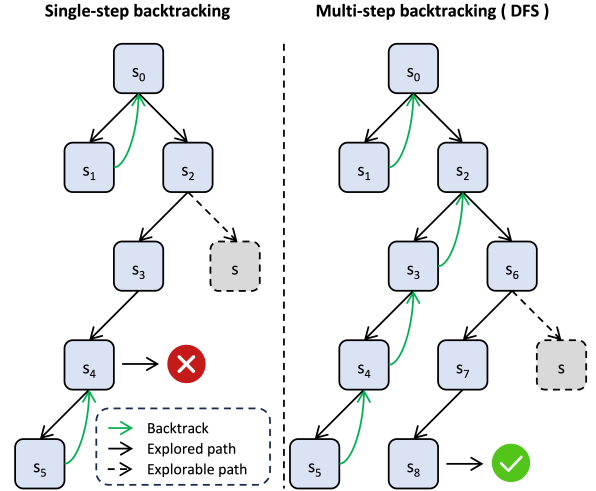 Single-step backtracking
s0
s1
s2
s3
s
s4
s5
Backtrack
Explored path
Explorable path
Multi-step backtracking ( DFS )
s0
s1
s2
s3
s6
s4
s7
s
s5
s8